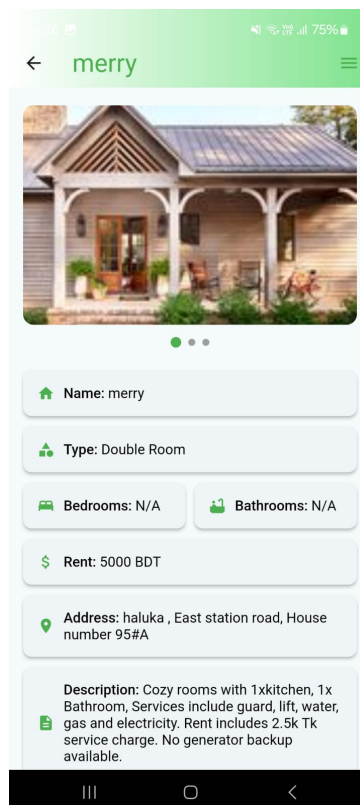 75%
merry
Name: merry
Type: Double Room
Bedrooms: N/A
Bathrooms: N/A
Rent: 5000 BDT
Address: haluka , East station road, House
number 95#A
Description: Cozy rooms with 1xkitchen, 1x
Bathroom, Services include guard, lift, water,
gas and electricity. Rent includes 2.5k Tk
service charge. No generator backup
available.